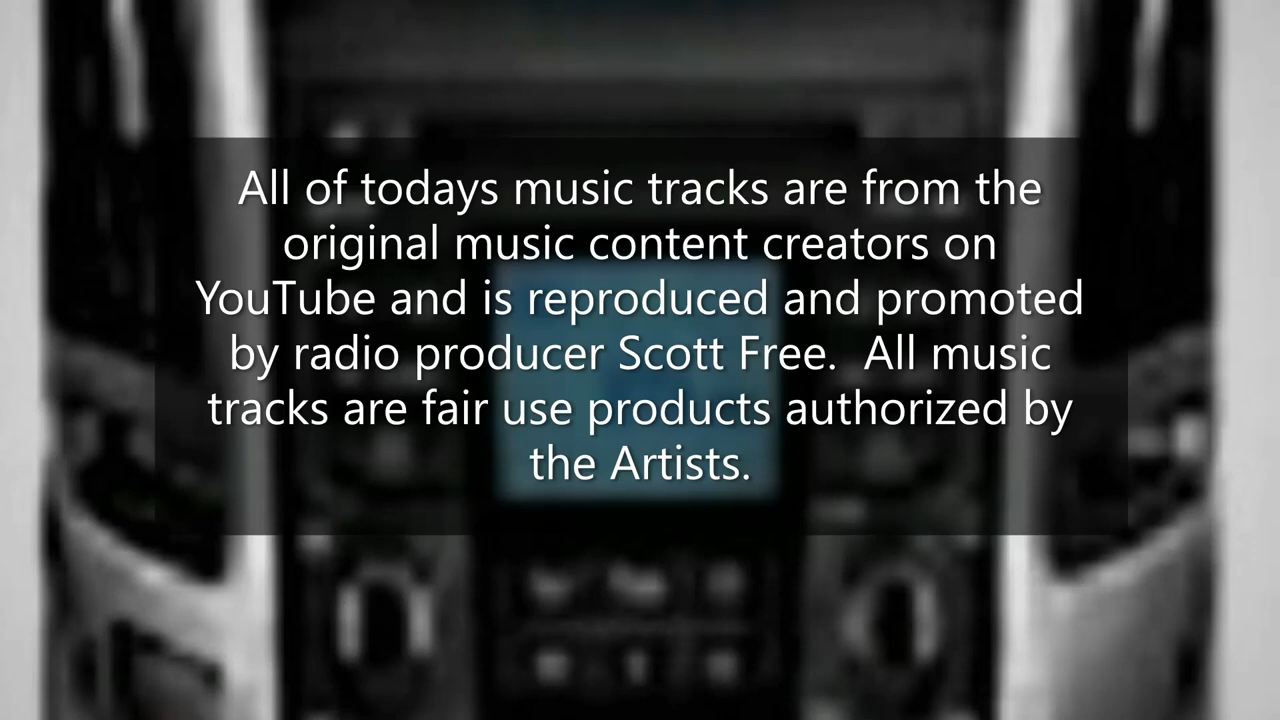 All of todays music tracks are from the
original music content creators on
YouTube and is reproduced and promoted
by radio producer Scott Free.  All music
tracks are fair use products authorized by
the Artists.